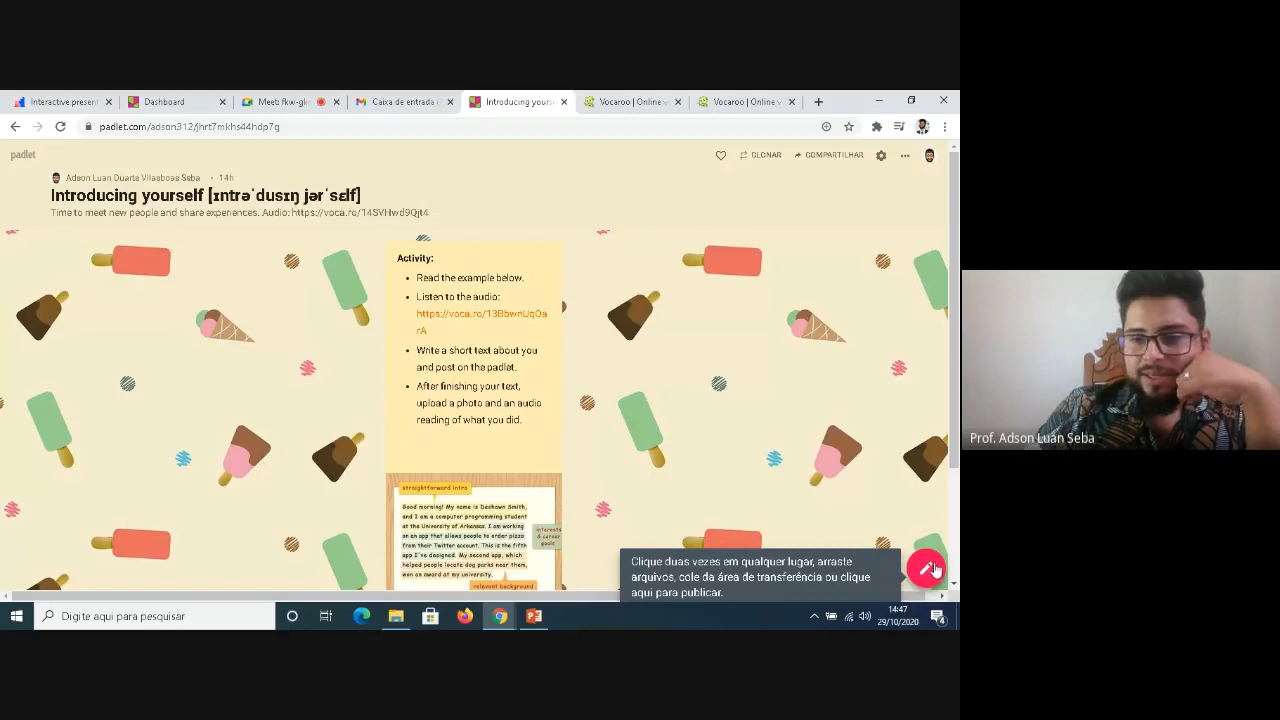 Interactive present
Dashboard
Meet: fkw-gl
Caixa de entrada (
Introducing yours
Vocaroo | Online v
Vocaroo | Online v
padlet.com/adson312/jhrt7mkhs44hdp7g
padlet
CLONAR
COMPARTILHAR
Adson Luan Duarte Vilasboas Seba • 14h
Introducing yourself [ɪntrəˈdusɪŋ jərˈsɛlf]
Time to meet new people and share experiences. Audio: https://voca.ro/14SVHwd9Qjt4
Activity:
• Read the example below.
• Listen to the audio:
https://voca.ro/13BbwnUqOa
rA
• Write a short text about you
and post on the padlet.
• After finishing your text,
upload a photo and an audio
reading of what you did.
straightforward intro
Good morning! My name is Deshawn Smith,
and I am a computer programming student
at the University of Arkansas. I am working
on an app that allows people to order pizza
from their Twitter account. This is the fifth
app I've designed. My second app, which
helped people locate dog parks near them,
won an award at my university.
interests
& career
goals
relevant background
Clique duas vezes em qualquer lugar, arraste
arquivos, cole da área de transferência ou clique
aqui para publicar.
Prof. Adson Luan Seba
Digite aqui para pesquisar
14:47
29/10/2020
4